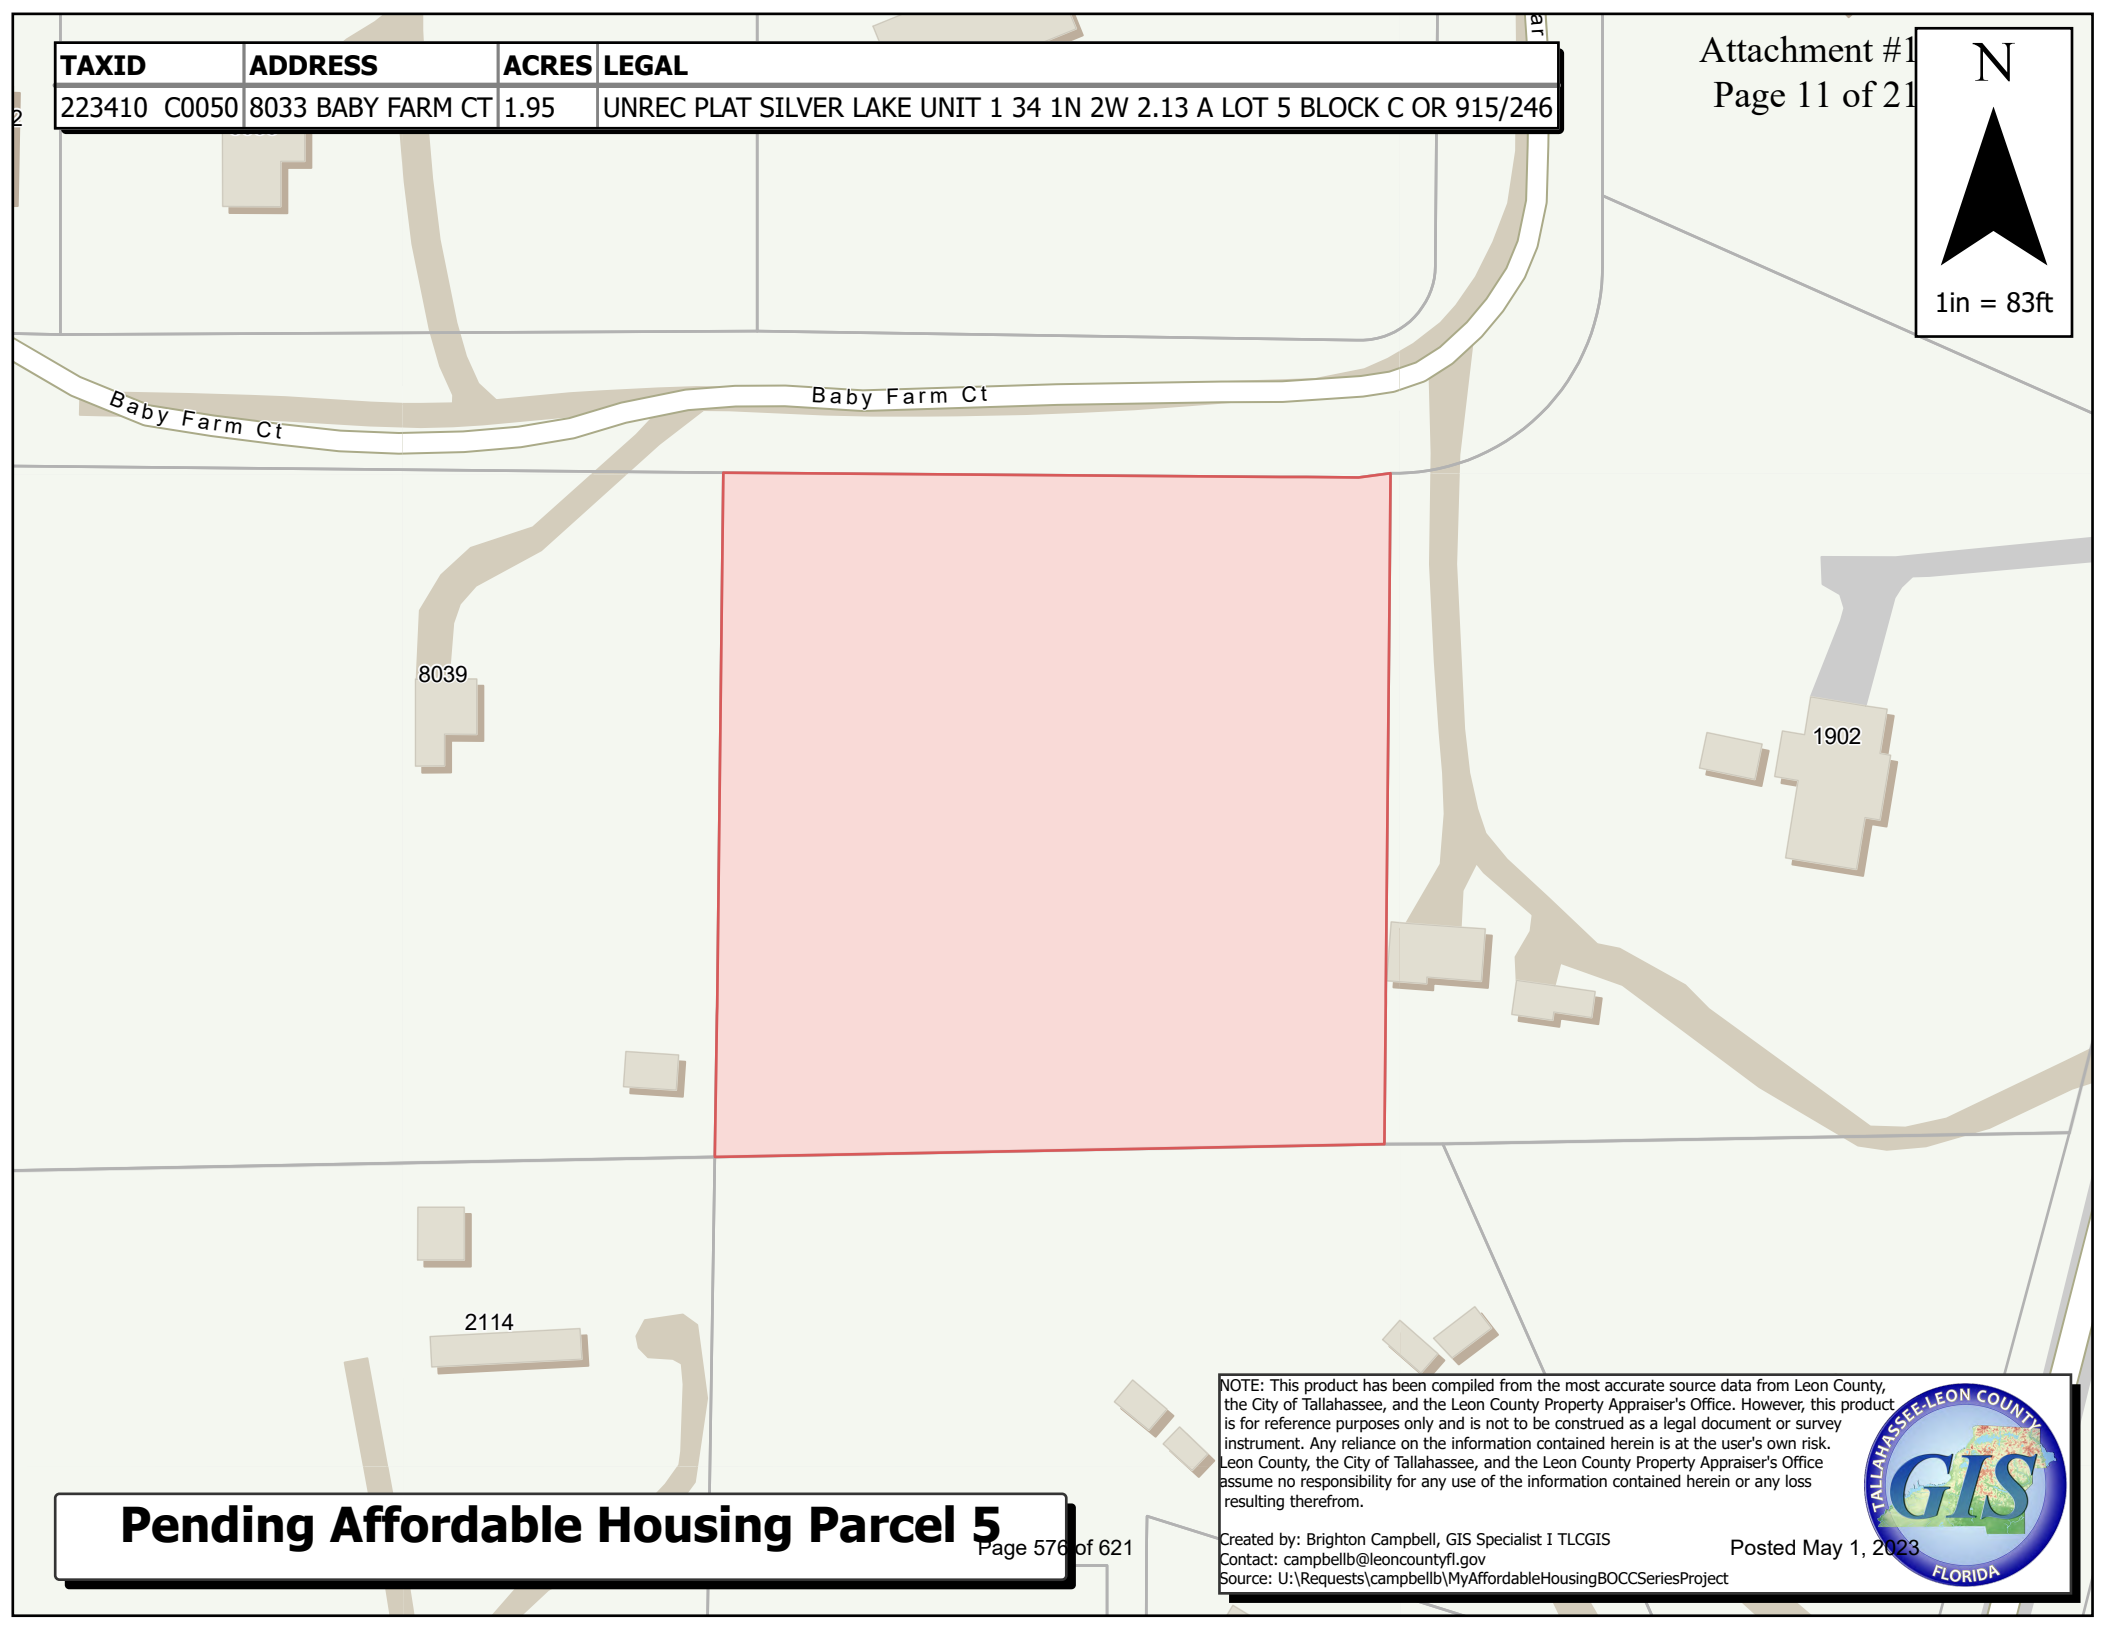 ar
Attachment #1
Page 11 of 21
N
1in = 83ft
TAXID ADDRESS ACRES LEGAL
223410 C0050 8033 BABY FARM CT 1.95 UNREC PLAT SILVER LAKE UNIT 1 34 1N 2W 2.13 A LOT 5 BLOCK C OR 915/246
2
Baby Farm Ct
Baby Farm Ct
8039
1902
2114
NOTE: This product has been compiled from the most accurate source data from Leon County,
the City of Tallahassee, and the Leon County Property Appraiser's Office. However, this product
is for reference purposes only and is not to be construed as a legal document or survey
instrument. Any reliance on the information contained herein is at the user's own risk.
Leon County, the City of Tallahassee, and the Leon County Property Appraiser's Office
assume no responsibility for any use of the information contained herein or any loss
resulting therefrom.
Created by: Brighton Campbell, GIS Specialist I TLCGIS
Contact: campbellb@leoncountyfl.gov
Source: U:\Requests\campbellb\MyAffordableHousingBOCCSeriesProject
TALLAHASSEE-LEON COUNTY
GIS
FLORIDA
Pending Affordable Housing Parcel 5
Page 576 of 621
Posted May 1, 2023